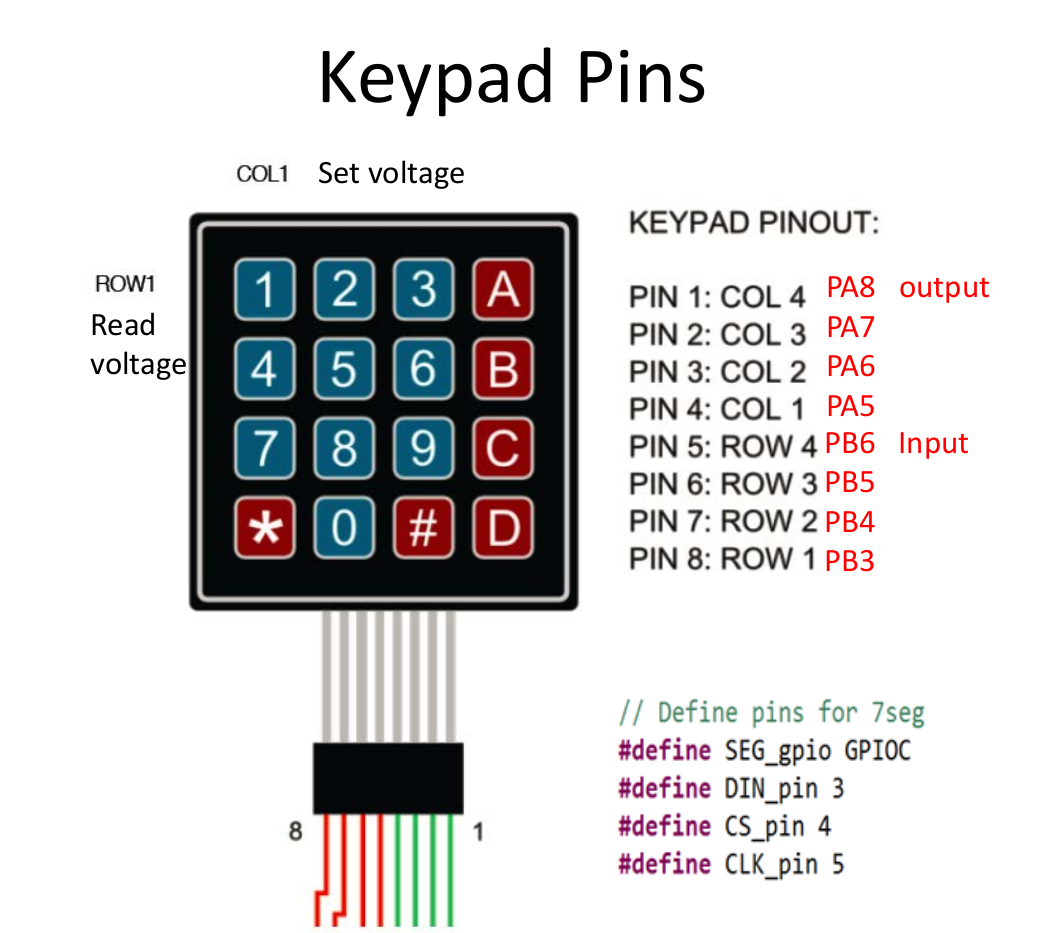 Keypad Pins
COL1 Set voltage
ROW1
Read
voltage
1 2 3 A
4 5 6 B
7 8 9 C
* 0 # D
8 1
KEYPAD PINOUT:
PIN 1: COL 4 PA8 output
PIN 2: COL 3 PA7
PIN 3: COL 2 PA6
PIN 4: COL 1 PA5
PIN 5: ROW 4 PB6 Input
PIN 6: ROW 3 PB5
PIN 7: ROW 2 PB4
PIN 8: ROW 1 PB3
// Define pins for 7seg
#define SEG_gpio GPIOC
#define DIN_pin 3
#define CS_pin 4
#define CLK_pin 5